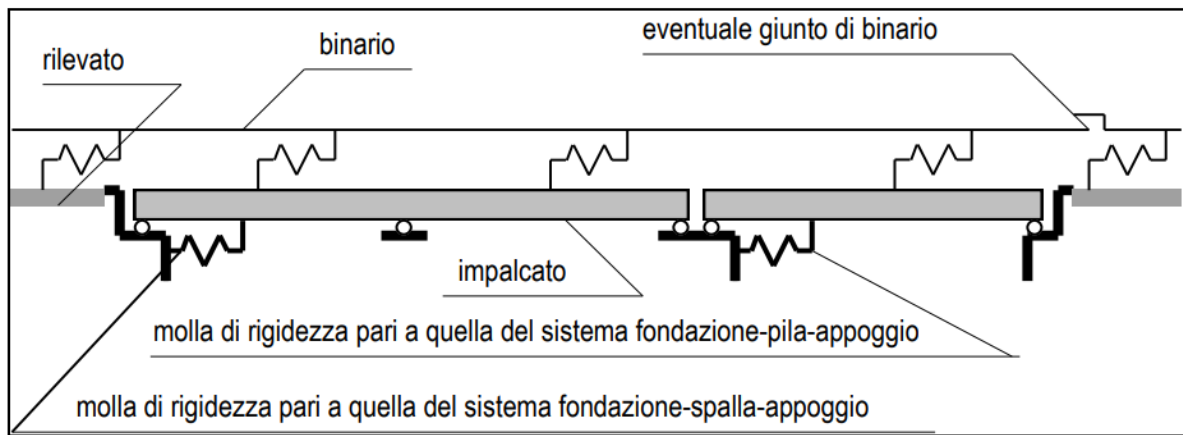 eventuale giunto di binario
binario
rilevato
impalcato
molla di rigidezza pari a quella del sistema fondazione-pila-appoggio
molla di rigidezza pari a quella del sistema fondazione-spalla-appoggio